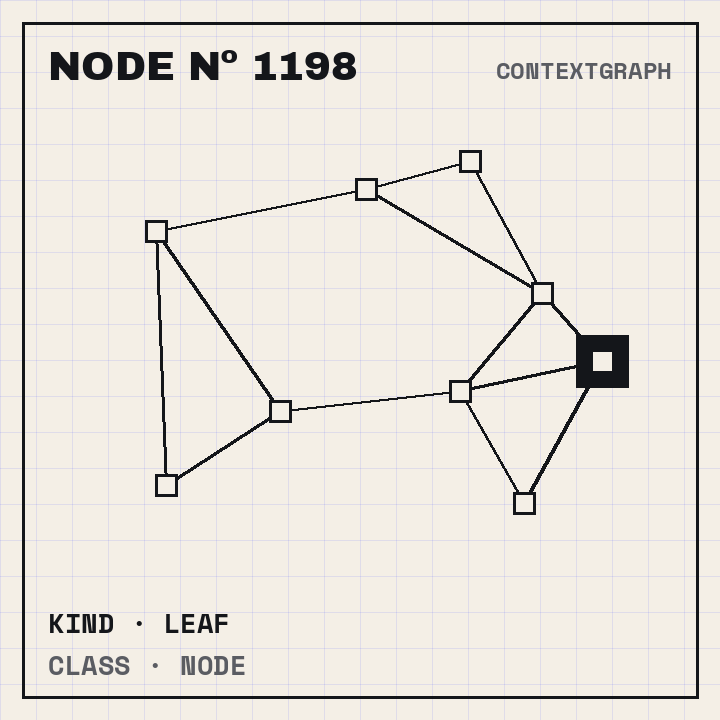 NODE Nº 1198
CONTEXTGRAPH
KIND · LEAF
CLASS · NODE